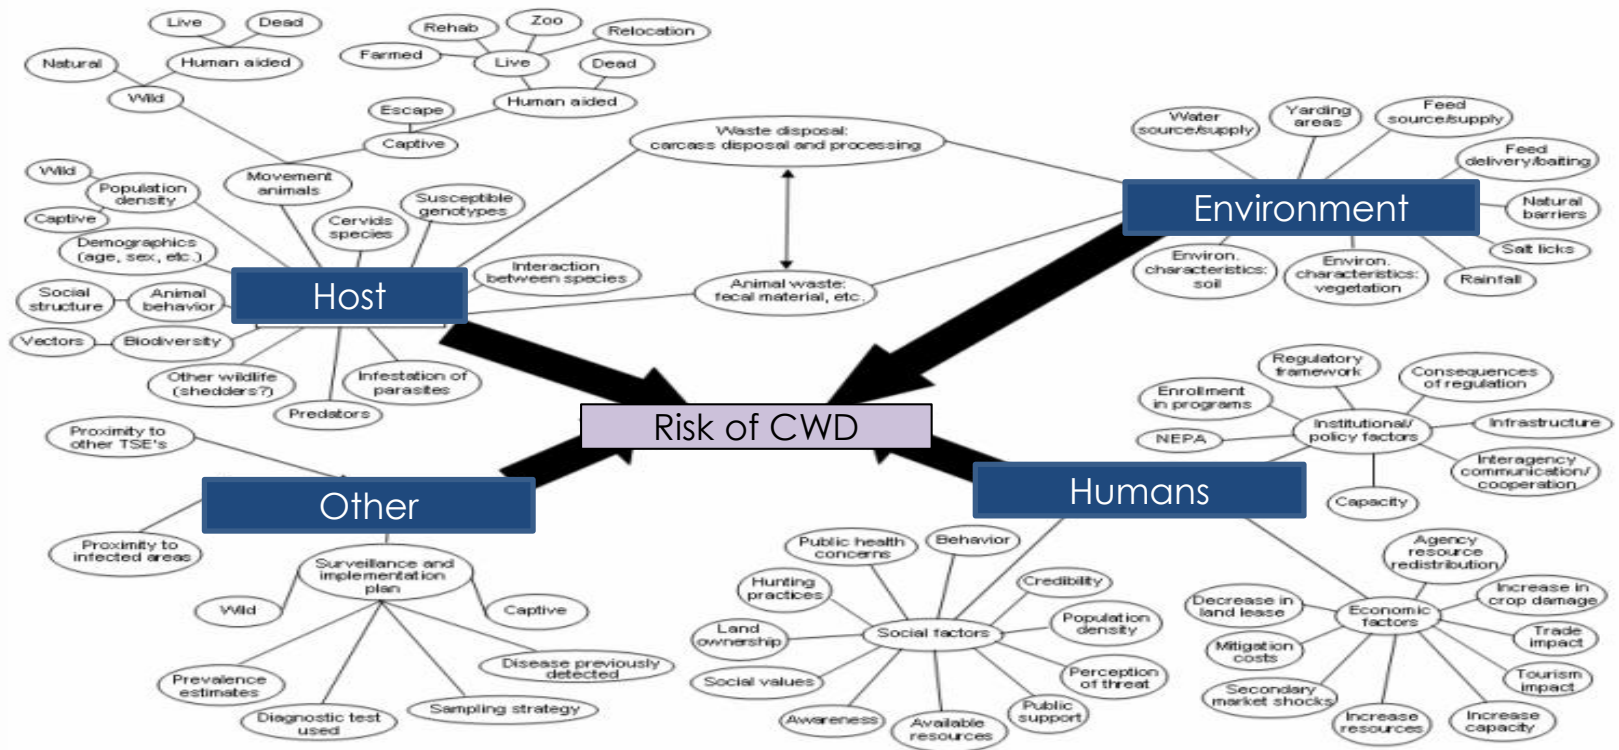 Live
Dead
Natural
Human aided
Wild
Rehab
Zoo
Relocation
Farmed
Live
Dead
Human aided
Escape
Captive
Movement
animals
Wild
Population
density
Captive
Demographics
(age, sex, etc.)
Cervids
species
Susceptible
genotypes
Interaction
between species
Host
Social
structure
Animal
behavior
Vectors
Biodiversity
Other wildlife
(shedders?)
Predators
Infestation of
parasites
Waste disposal:
carcass disposal and processing
Animal waste:
fecal material, etc.
Water
source/supply
Yarding
areas
Feed
source/supply
Feed
delivery/baiting
Environment
Natural
barriers
Salt licks
Rainfall
Environ.
characteristics:
soil
Environ.
characteristics:
vegetation
Risk of CWD
Proximity to
other TSE's
Other
Proximity to
infected areas
Surveillance and
implementation
plan
Wild
Captive
Prevalence
estimates
Diagnostic test
used
Sampling strategy
Disease previously
detected
Humans
Regulatory
framework
Consequences
of regulation
Enrollment
in programs
Institutional/
policy factors
Infrastructure
NEPA
Interagency
communication/
cooperation
Capacity
Public health
concerns
Behavior
Hunting
practices
Credibility
Land
ownership
Social factors
Population
density
Social values
Perception
of threat
Awareness
Available
resources
Public
support
Agency
resource
redistribution
Decrease in
land lease
Economic
factors
Increase in
crop damage
Mitigation
costs
Trade
impact
Secondary
market shocks
Tourism
impact
Increase
resources
Increase
capacity